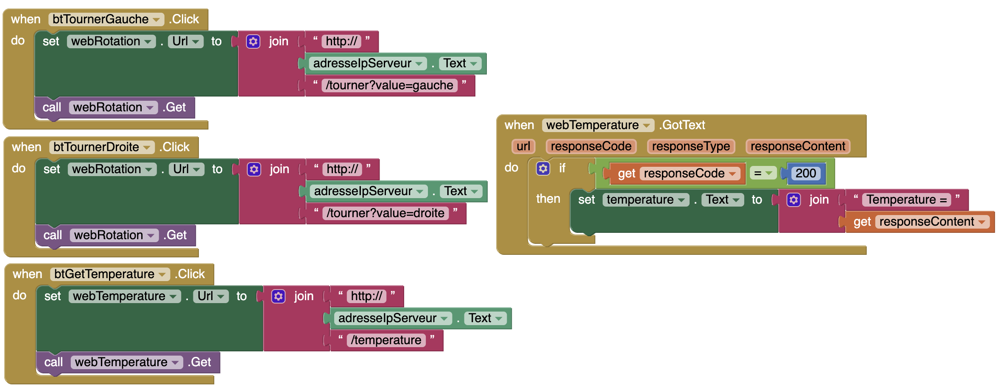 when btTournerGauche .Click
do set webRotation . Url to join “ http:// ”
adresseIpServeur . Text
“ /tourner?value=gauche ”
call webRotation .Get
when btTournerDroite .Click
do set webRotation . Url to join “ http:// ”
adresseIpServeur . Text
“ /tourner?value=droite ”
call webRotation .Get
when btGetTemperature .Click
do set webTemperature . Url to join “ http:// ”
adresseIpServeur . Text
“ /temperature ”
call webTemperature .Get
when webTemperature .GotText
url responseCode responseType responseContent
do if get responseCode = 200
then set temperature . Text to join “ Temperature = ”
get responseContent